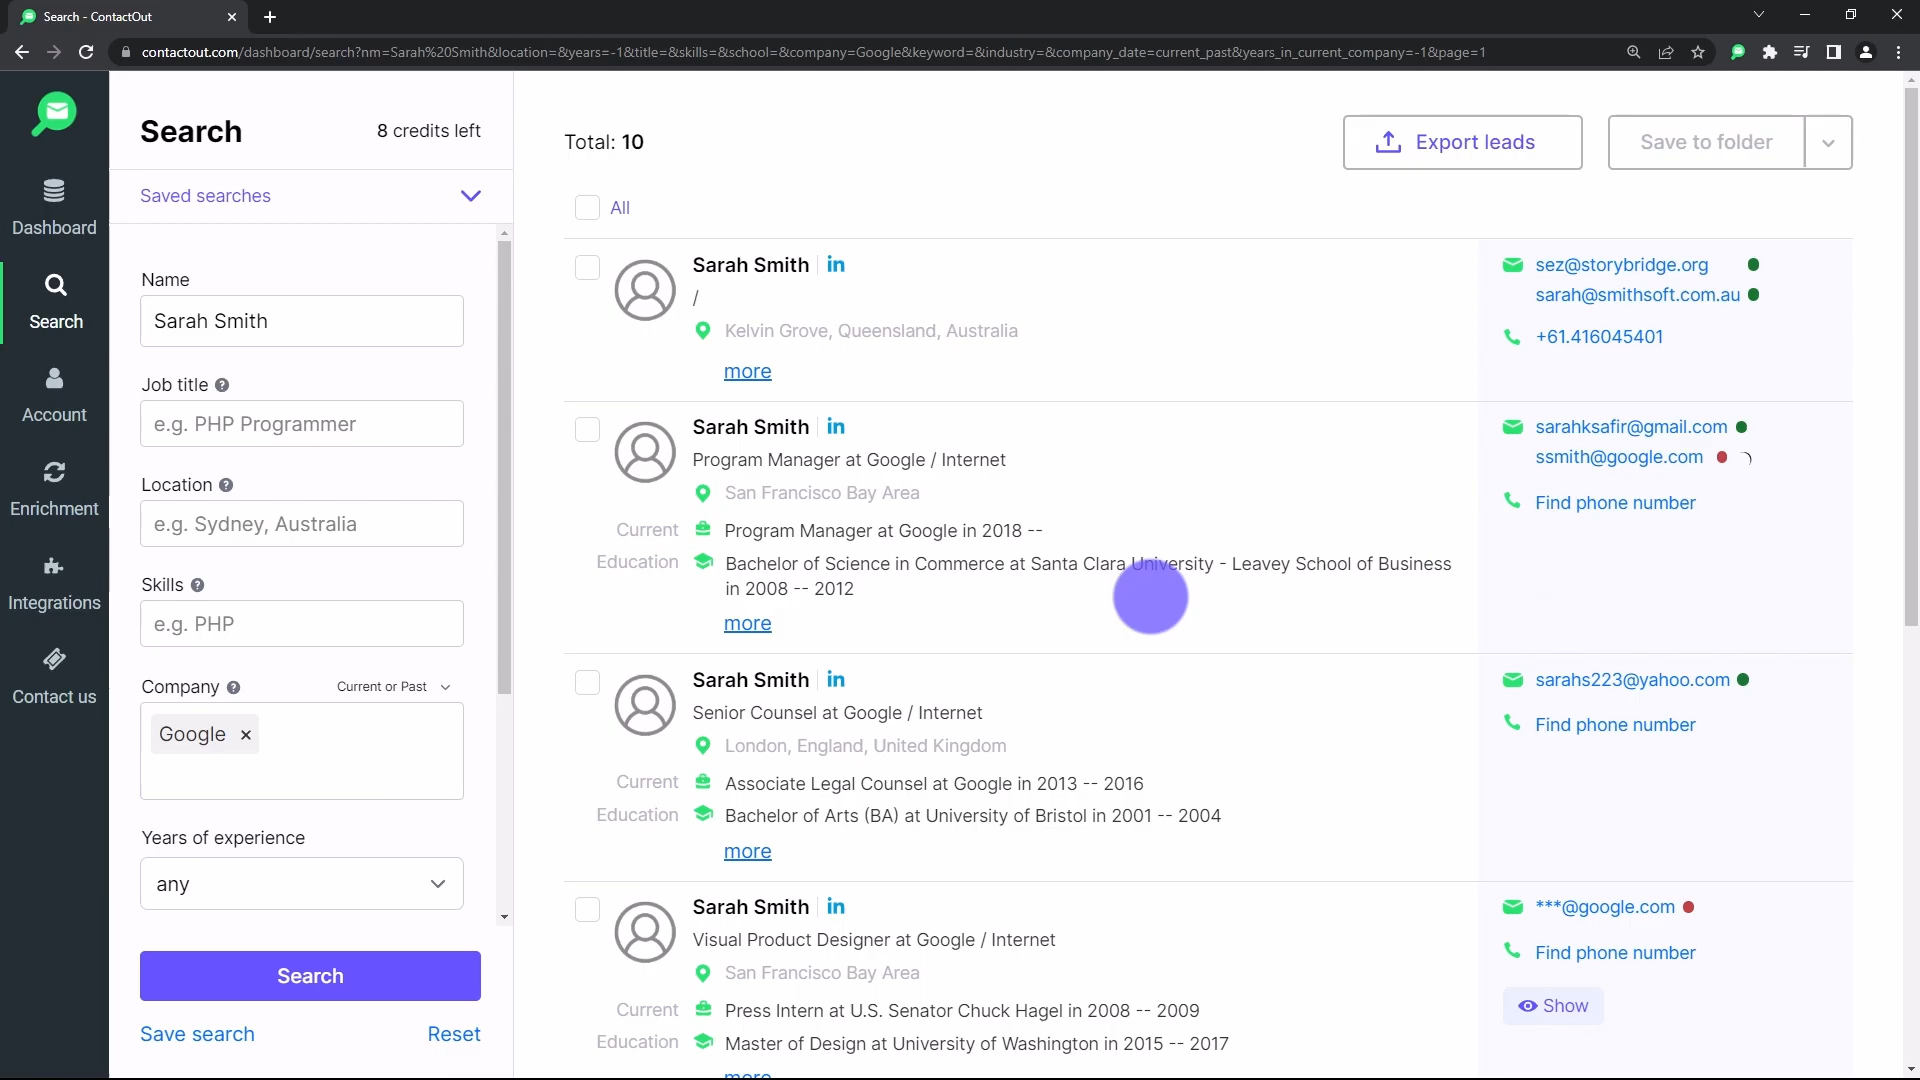 Search - ContactOut
contactout.com/dashboard/search?nm=Sarah%20Smith&location=&years=-1&title=&skills=&school=&company=Google&keyword=&industry=&company_date=current_past&years_in_current_company=-1&page=1
Dashboard
Search
Account
Enrichment
Integrations
Contact us
Search
8 credits left
Saved searches
Name
Sarah Smith
Job title
e.g. PHP Programmer
Location
e.g. Sydney, Australia
Skills
e.g. PHP
Company
Current or Past
Google ×
Years of experience
any
Search
Save search
Reset
Total: 10
Export leads
Save to folder
All
Sarah Smith in
/
Kelvin Grove, Queensland, Australia
more
sez@storybridge.org
sarah@smithsoft.com.au
+61.416045401
Sarah Smith in
Program Manager at Google / Internet
San Francisco Bay Area
Current Program Manager at Google in 2018 --
Education Bachelor of Science in Commerce at Santa Clara University - Leavey School of Business
in 2008 -- 2012
more
sarahksafir@gmail.com
ssmith@google.com
Find phone number
Sarah Smith in
Senior Counsel at Google / Internet
London, England, United Kingdom
Current Associate Legal Counsel at Google in 2013 -- 2016
Education Bachelor of Arts (BA) at University of Bristol in 2001 -- 2004
more
sarahs223@yahoo.com
Find phone number
Sarah Smith in
Visual Product Designer at Google / Internet
San Francisco Bay Area
Current Press Intern at U.S. Senator Chuck Hagel in 2008 -- 2009
Education Master of Design at University of Washington in 2015 -- 2017
more
***@google.com
Find phone number
Show